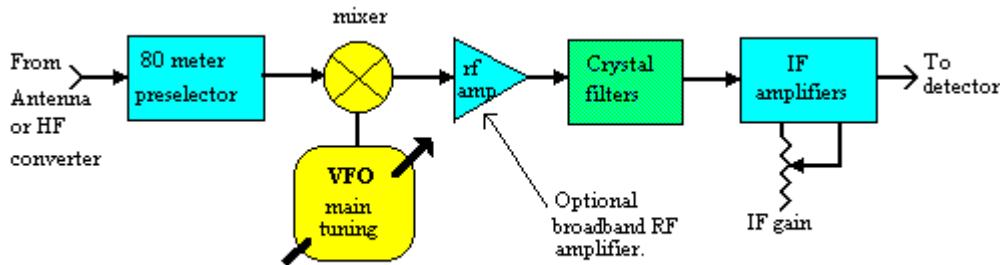 mixer
From
Antenna
or HF
converter
80 meter
preselector
rf
amp
Crystal
filters
IF
amplifiers
To
detector
VFO
main
tuning
Optional
broadband RF
amplifier.
IF gain